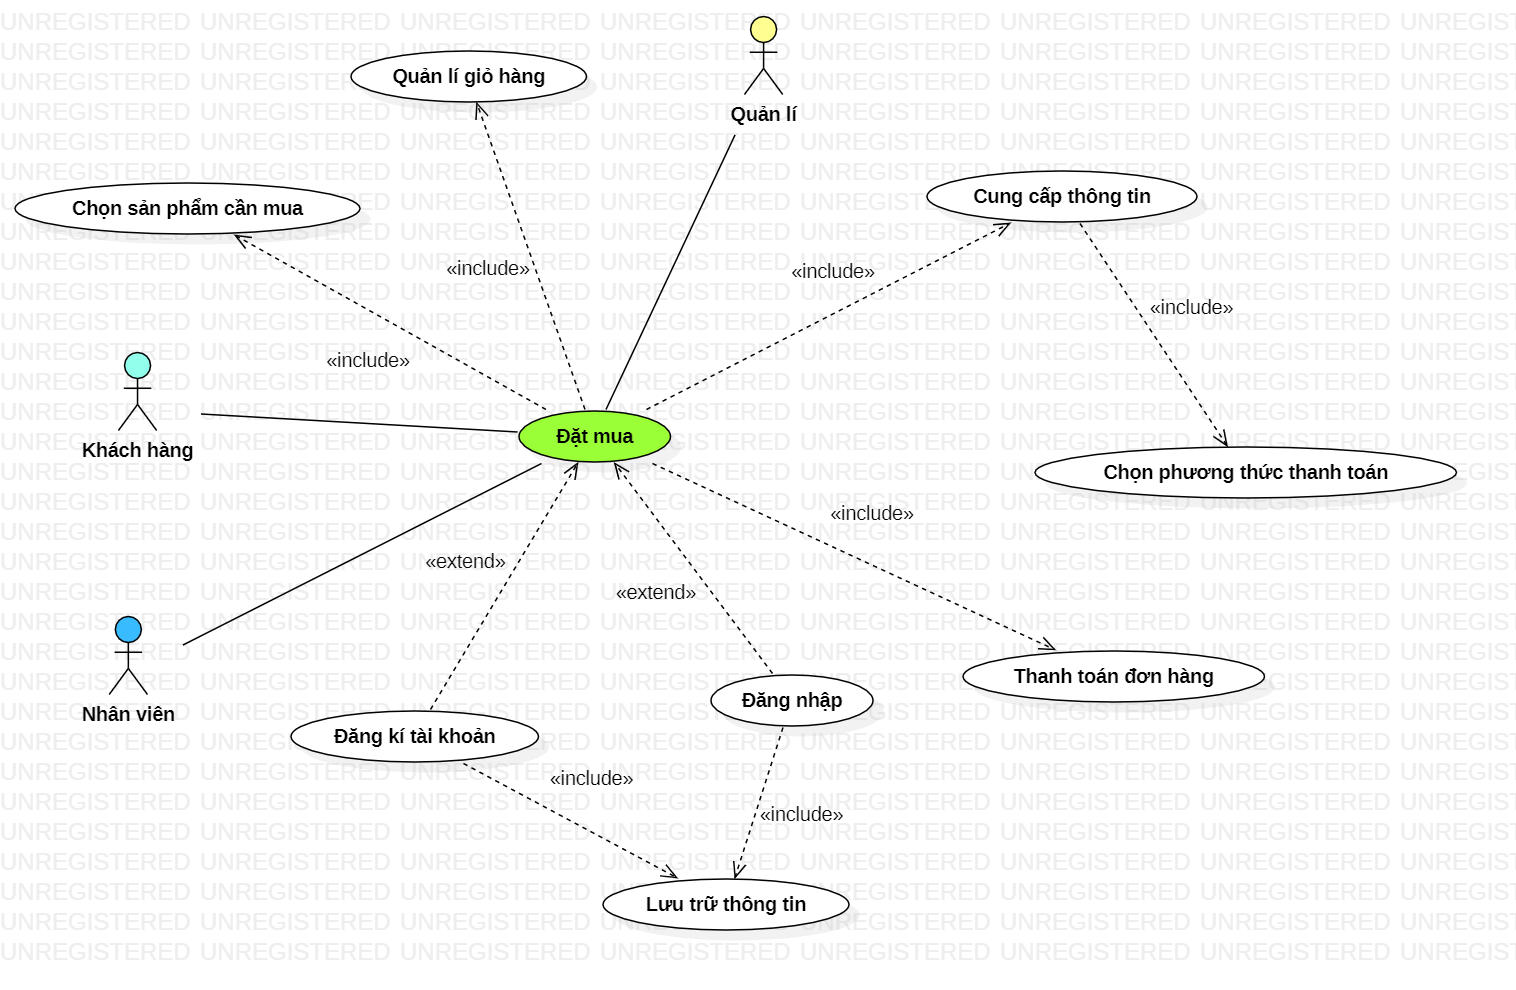 Quản lí giỏ hàng
Quản lí
Chọn sản phẩm cần mua
Cung cấp thông tin
«include»
«include»
«include»
«include»
Khách hàng
Đặt mua
Chọn phương thức thanh toán
«include»
«extend»
«extend»
Nhân viên
Thanh toán đơn hàng
Đăng nhập
Đăng kí tài khoản
«include»
«include»
Lưu trữ thông tin
UNREGISTERED